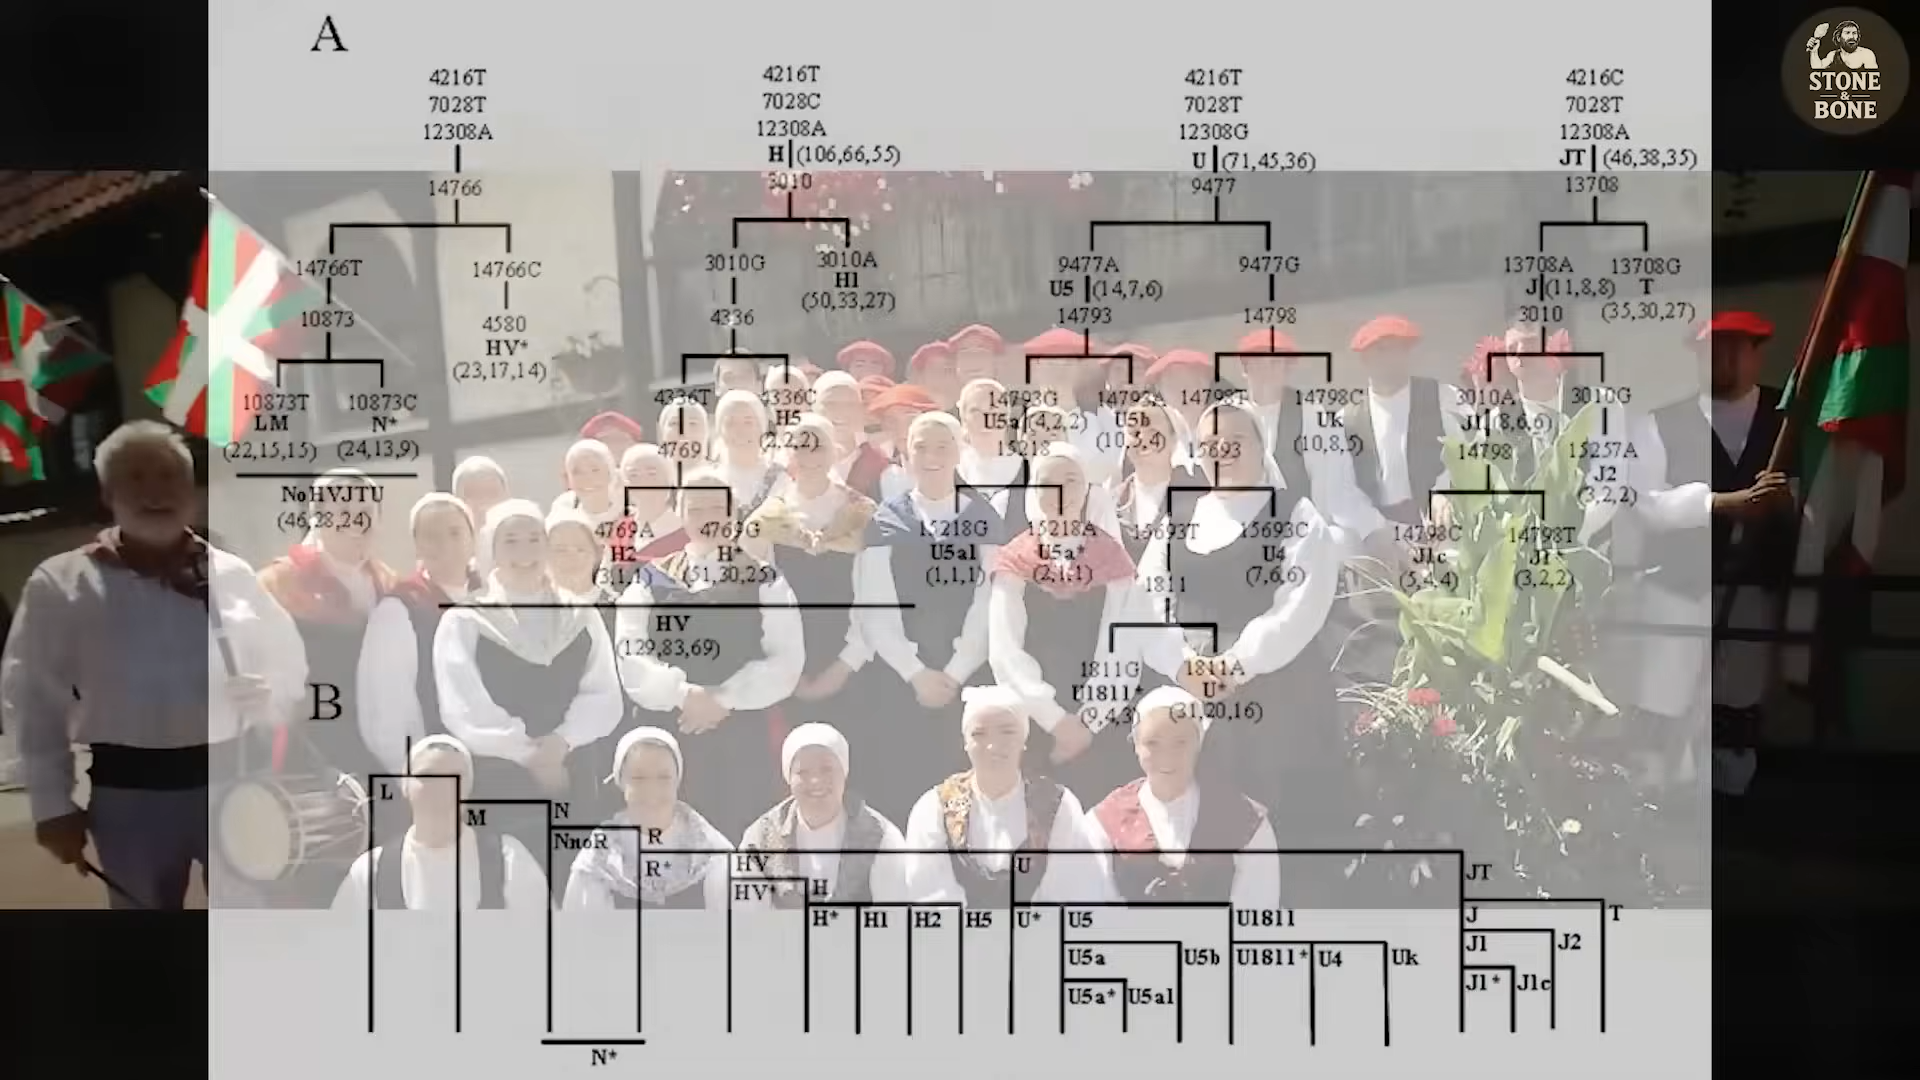 A
STONE
&
BONE
4216T
7028T
12308A
14766
14766T
14766C
10873
4580
HV*
(23,17,14)
10873T
LM
(22,15,15)
10873C
N*
(24,13,9)
NoHVJTU
(46,28,24)
4216T
7028C
12308A
H (106,66,55)
3010
3010G
3010A
H1
(50,33,27)
4336
4336T
4336C
H5
(2,2,2)
4769
4769A
H2
(3,1,1)
4769G
H*
(51,30,25)
HV
(129,83,69)
4216T
7028T
12308G
U (71,45,36)
9477
9477A
U5 (14,7,6)
14793
9477G
14798
14793G
U5a (4,2,2)
15218
14793A
U5b
(10,5,4)
14798T
15693
14798C
Uk
(10,8,5)
15218G
U5a1
(1,1,1)
15218A
U5a*
(2,1,1)
15693T
1811
15693C
U4
(7,6,6)
1811G
U1811*
(9,4,3)
1811A
U*
(31,20,16)
4216C
7028T
12308A
JT (46,38,35)
13708
13708A
J (11,8,8)
3010
13708G
T
(35,30,27)
3010A
J1 (8,6,6)
14798
3010G
15257A
J2
(3,2,2)
14798C
J1c
(5,4,4)
14798T
J1*
(3,2,2)
B
L
M
N
NnoR
R
R*
HV
HV*
H
H*
H1
H2
H5
U
U*
U5
U5a
U5a*
U5a1
U5b
U1811
U1811*
U4
Uk
JT
J
J1
J1*
J1c
J2
T
N*